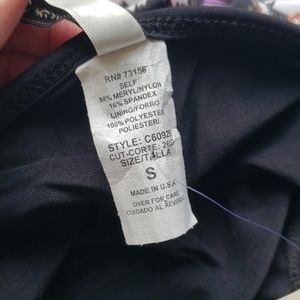 RN# 73156
SELF
84% MERYL/NYLON
16% SPANDEX
LINING/FORRO
100% POLYESTER
POLIESTER/
STYLE: C60929
CUT-CORTE:
SIZE/TALLA
S
MADE IN U.S.A
OVER FOR CARE
CUIDADO AL REVERSO